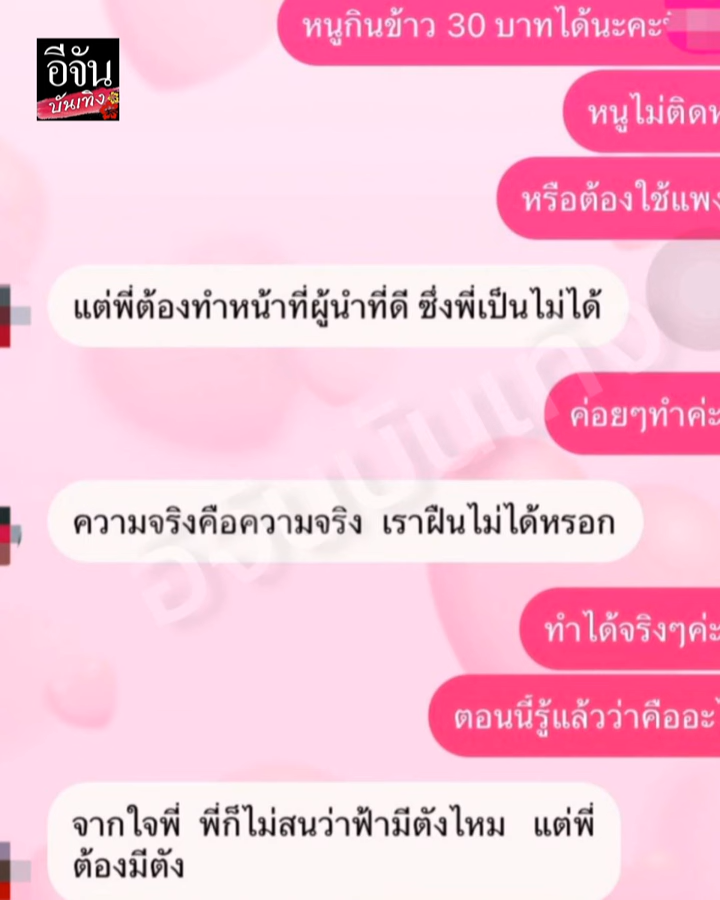 อีจัน
บันเทิง
หนูกินข้าว 30 บาทได้นะคะ
หนูไม่ติด
หรือต้องใช้แพง
แต่พี่ต้องทำหน้าที่ผู้นำที่ดี ซึ่งพี่เป็นไม่ได้
ค่อยๆทำค่ะ
ความจริงคือความจริง เราฝืนไม่ได้หรอก
ทำได้จริงๆค่ะ
ตอนนี้รู้แล้วว่าคืออะ
จากใจพี่ พี่ก็ไม่สนว่าฟ้ามีตังไหม แต่พี่
ต้องมีตัง
อีจันบันเทิง